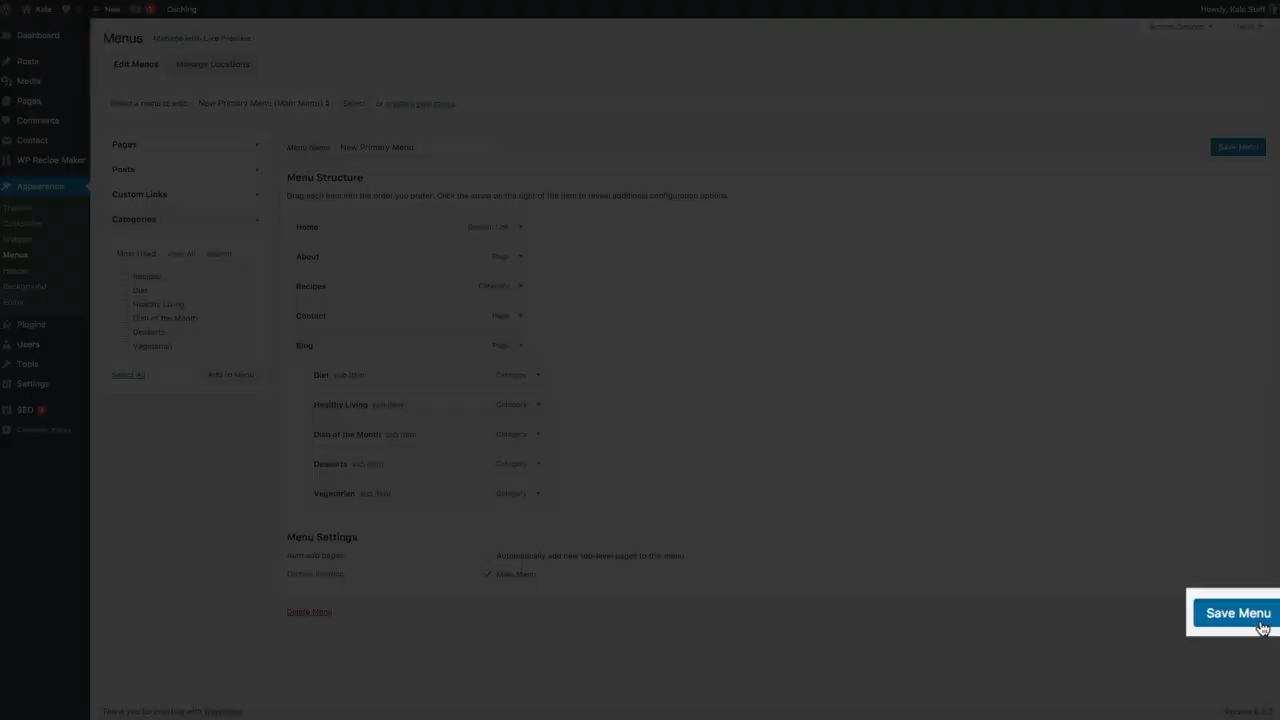 Kale
New
Caching
Howdy, Kale Stuff
Dashboard
Posts
Media
Pages
Comments
Contact
WP Recipe Maker
Appearance
Themes
Customize
Widgets
Menus
Header
Background
Plugins
Users
Tools
Settings
SEO
Menus
Manage with Live Preview
Edit Menus
Manage Locations
Select a menu to edit:
New Primary Menu (Main Menu)
Select
or create a new menu
Pages
Posts
Custom Links
Categories
Most Used
View All
Search
Recipes
Diet
Healthy Living
Dish of the Month
Desserts
Vegetarian
Select All
Add to Menu
Menu Name
New Primary Menu
Save Menu
Menu Structure
Drag each item into the order you prefer. Click the arrow on the right of the item to reveal additional configuration options.
Home
Custom Link
About
Page
Recipes
Category
Contact
Page
Blog
Page
Diet sub item
Category
Healthy Living sub item
Category
Dish of the Month sub item
Category
Desserts sub item
Category
Vegetarian sub item
Category
Menu Settings
Auto add pages
Automatically add new top-level pages to this menu
Display location
Main Menu
Delete Menu
Save Menu
Thank you for creating with WordPress